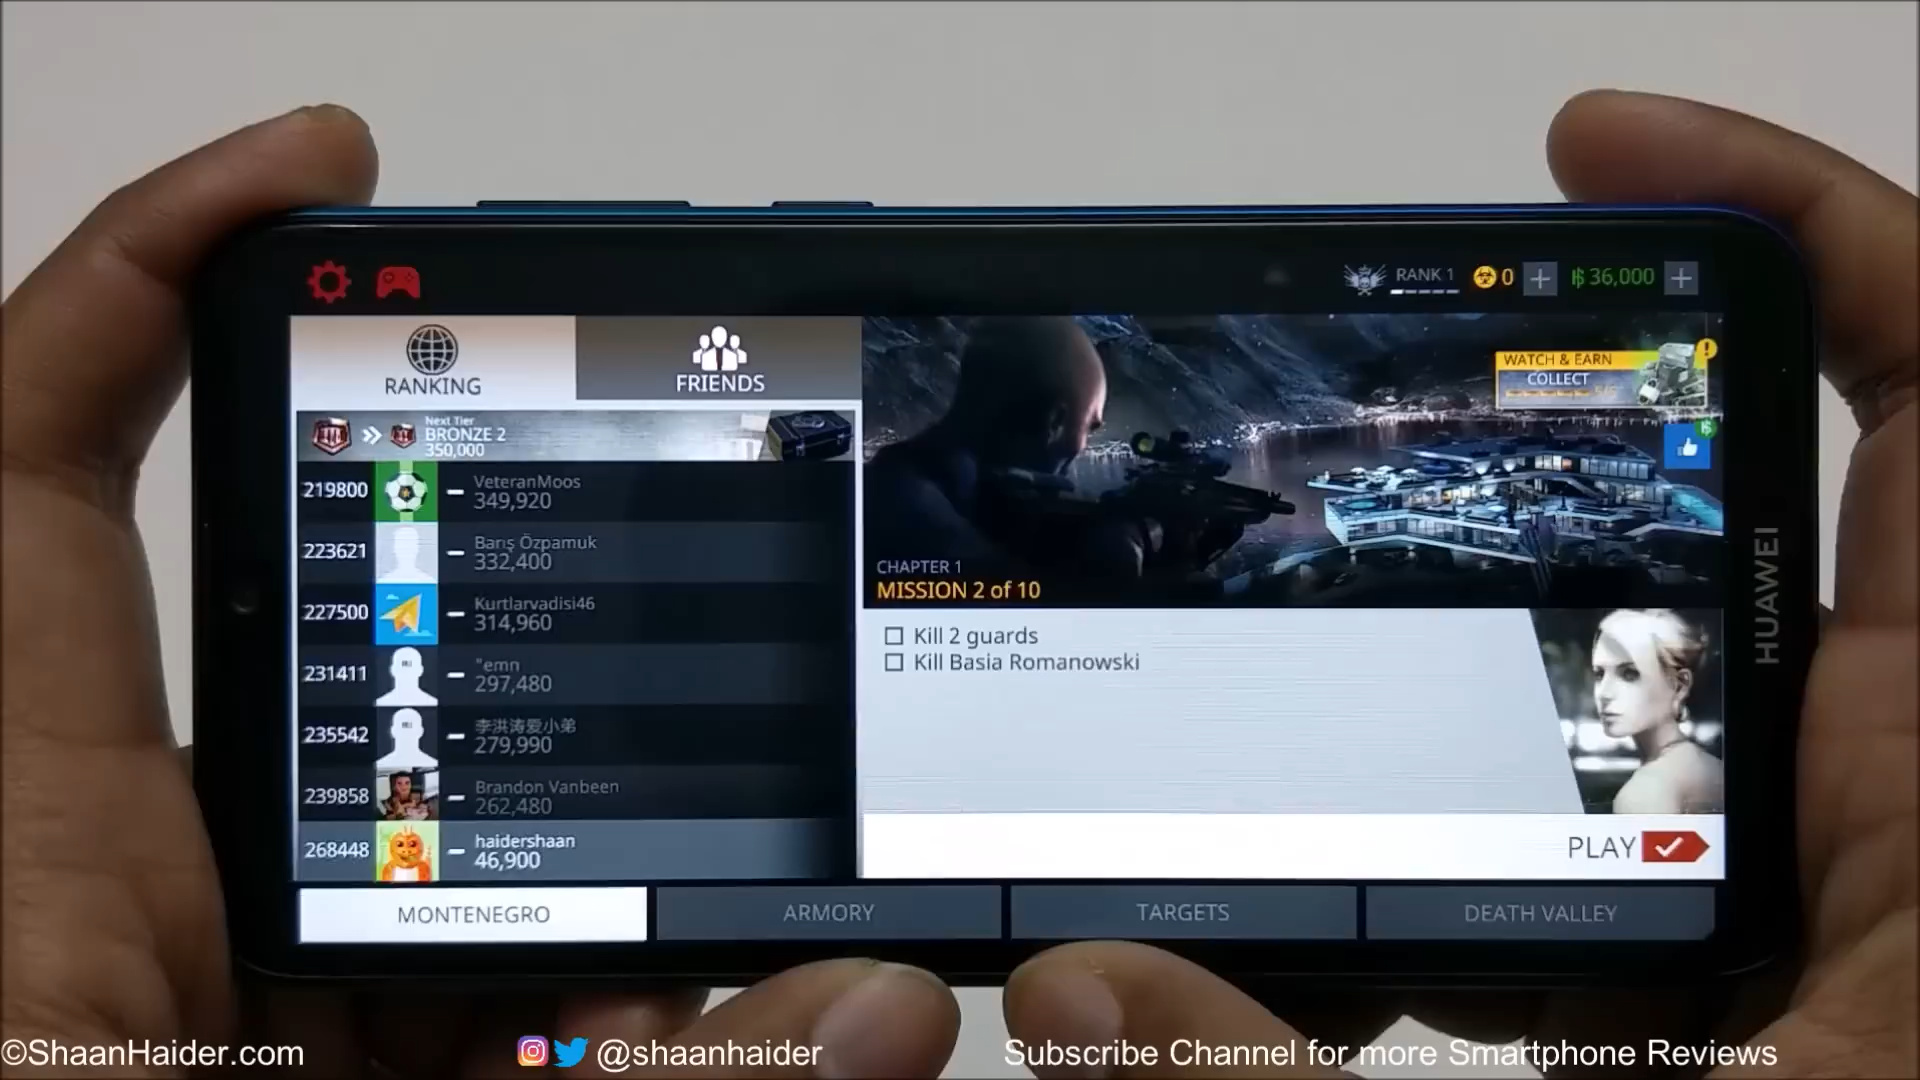 RANK 1
0
36,000
RANKING
FRIENDS
Next Tier
BRONZE 2
350,000
219800
VeteranMoos
349,920
223621
Barış Özpamuk
332,400
227500
Kurtlarvadisi46
314,960
231411
"emn
297,480
235542
李洪涛爱小弟
279,990
239858
Brandon Vanbeen
262,480
268448
haidershaan
46,900
WATCH & EARN
COLLECT
5/5
CHAPTER 1
MISSION 2 of 10
Kill 2 guards
Kill Basia Romanowski
PLAY
MONTENEGRO
ARMORY
TARGETS
DEATH VALLEY
HUAWEI
©ShaanHaider.com
@shaanhaider
Subscribe Channel for more Smartphone Reviews